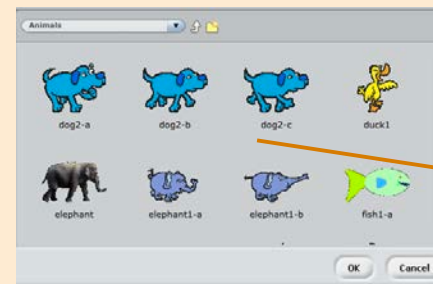 Animals
dog2-a dog2-b dog2-c duck1
elephant elephant1-a elephant1-b fish1-a
OK Cancel